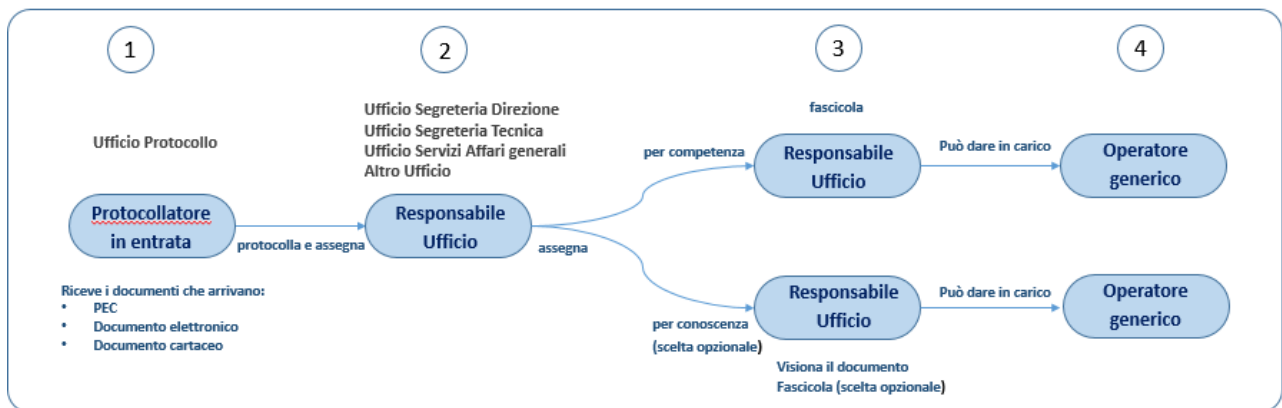 1
2
3
4
Ufficio Protocollo
Ufficio Segreteria Direzione
Ufficio Segreteria Tecnica
Ufficio Servizi Affari generali
Altro Ufficio
fascicola
Protocollatore
in entrata
protocolla e assegna
Responsabile
Ufficio
assegna
per competenza
Responsabile
Ufficio
Può dare in carico
Operatore
generico
per conoscenza
(scelta opzionale)
Responsabile
Ufficio
Può dare in carico
Operatore
generico
Riceve i documenti che arrivano:
• PEC
• Documento elettronico
• Documento cartaceo
Visiona il documento
Fascicola (scelta opzionale)